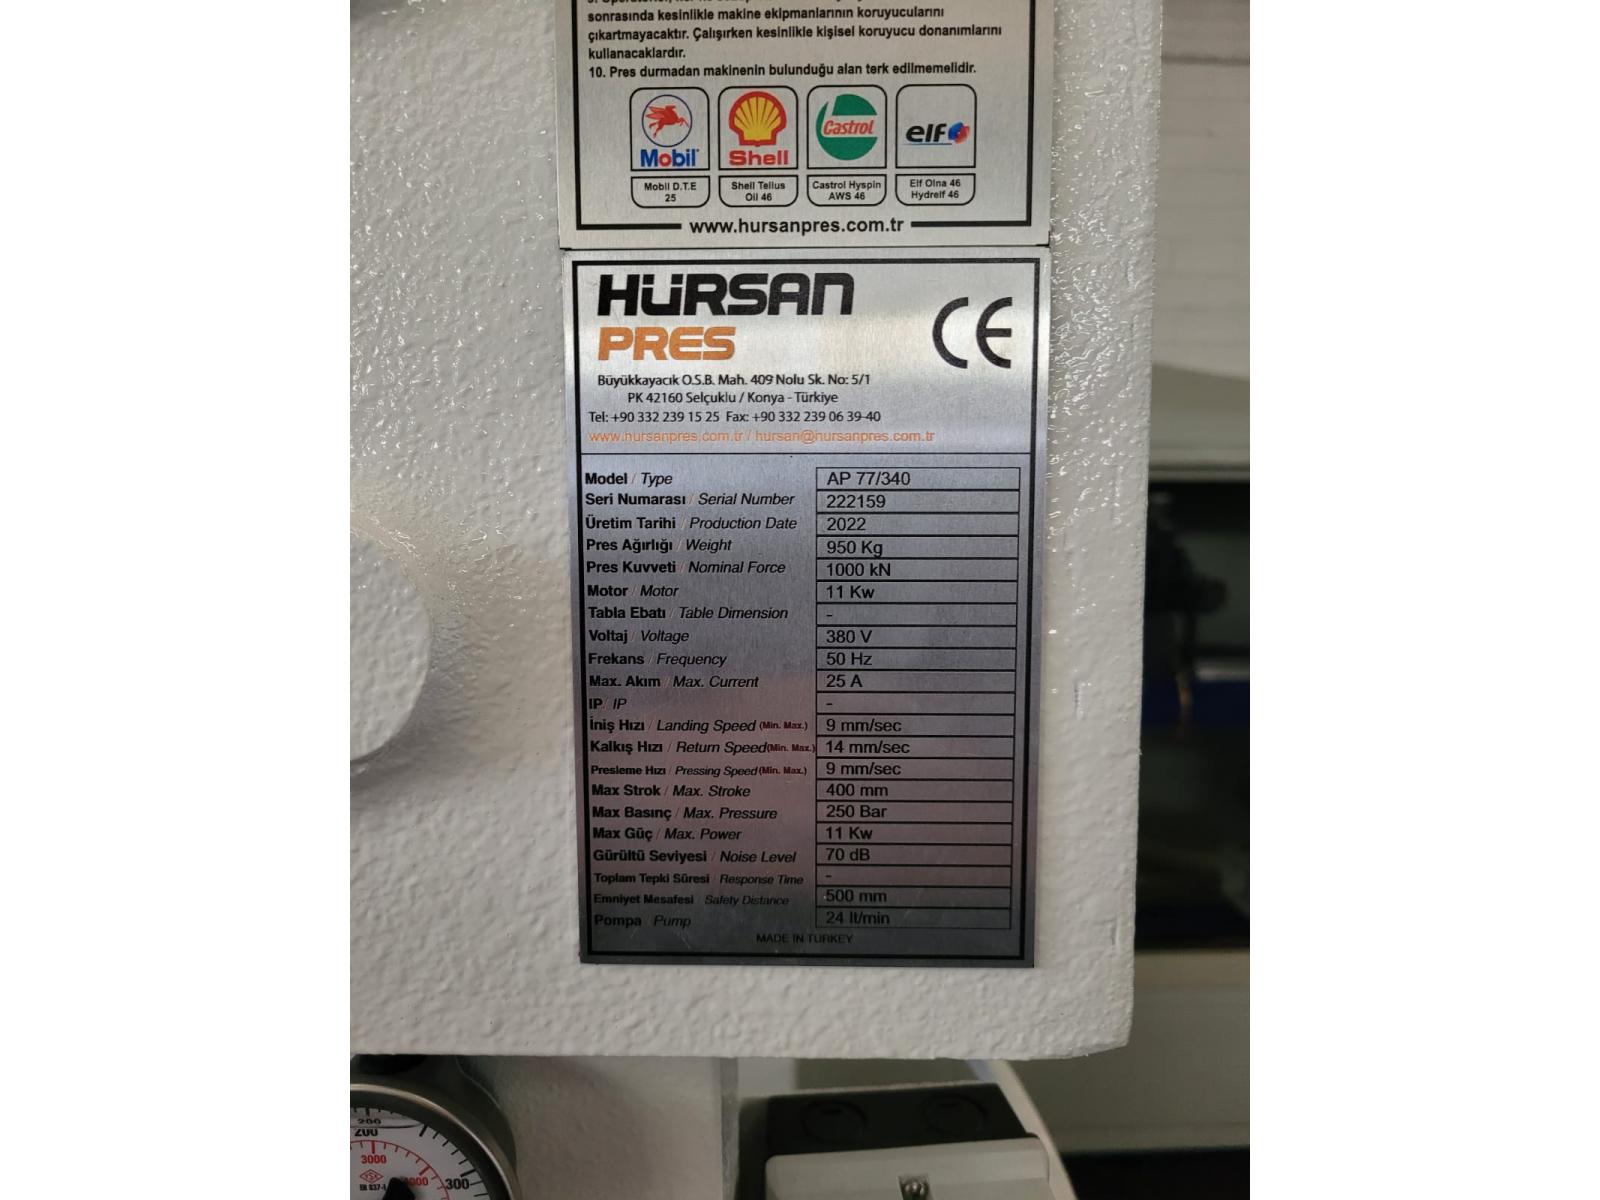 sonrasında kesinlikle makine ekipmanlarının koruyucularını
çıkartmayacaktır. Çalışırken kesinlikle kişisel koruyucu donanımlarını
kullanacaklardır.
10. Pres durmadan makinenin bulunduğu alan terk edilmemelidir.
Mobil Shell Castrol elf
Mobil D.T.E 25
Shell Tellus Oil 46
Castrol Hyspin AWS 46
Elf Olna 46 Hydrelf 46
www.hursanpres.com.tr
HÜRSAN
PRES
CE
Büyükkayacık O.S.B. Mah. 409 Nolu Sk. No: 5/1
PK 42160 Selçuklu / Konya - Türkiye
Tel: +90 332 239 15 25 Fax: +90 332 239 06 39-40
www.hursanpres.com.tr / hursan@hursanpres.com.tr
Model / Type AP 77/340
Seri Numarası / Serial Number 222159
Üretim Tarihi / Production Date 2022
Pres Ağırlığı / Weight 950 Kg
Pres Kuvveti / Nominal Force 1000 kN
Motor / Motor 11 Kw
Tabla Ebatı / Table Dimension -
Voltaj / Voltage 380 V
Frekans / Frequency 50 Hz
Max. Akım / Max. Current 25 A
IP / IP -
İniş Hızı / Landing Speed (Min. Max.) 9 mm/sec
Kalkış Hızı / Return Speed (Min. Max.) 14 mm/sec
Presleme Hızı / Pressing Speed (Min. Max.) 9 mm/sec
Max Strok / Max. Stroke 400 mm
Max Basınç / Max. Pressure 250 Bar
Max Güç / Max. Power 11 Kw
Gürültü Seviyesi / Noise Level 70 dB
Toplam Tepki Süresi / Response Time -
Emniyet Mesafesi / Safety Distance 500 mm
Pompa / Pump 24 lt/min
MADE IN TURKEY
200
200
3000
300